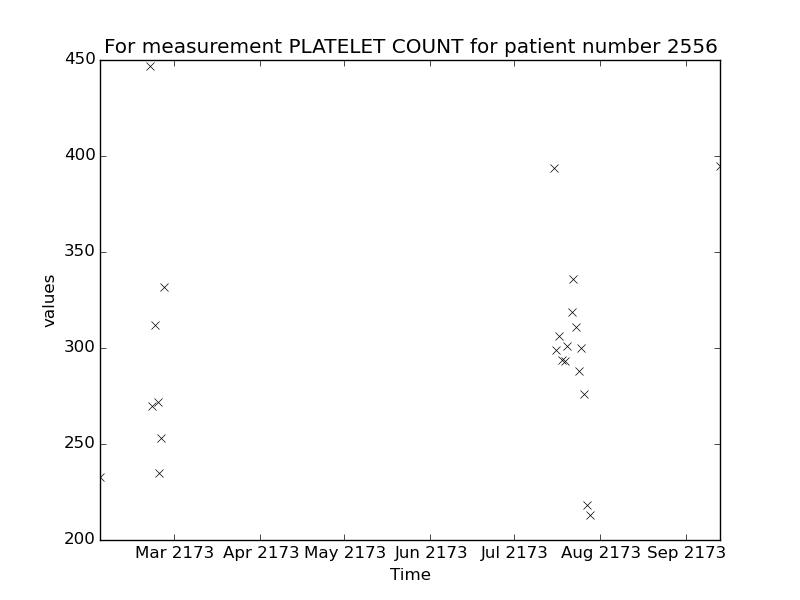 For measurement PLATELET COUNT for patient number 2556
450
400
350
300
250
200
values
Mar 2173 Apr 2173 May 2173 Jun 2173 Jul 2173 Aug 2173 Sep 2173
Time